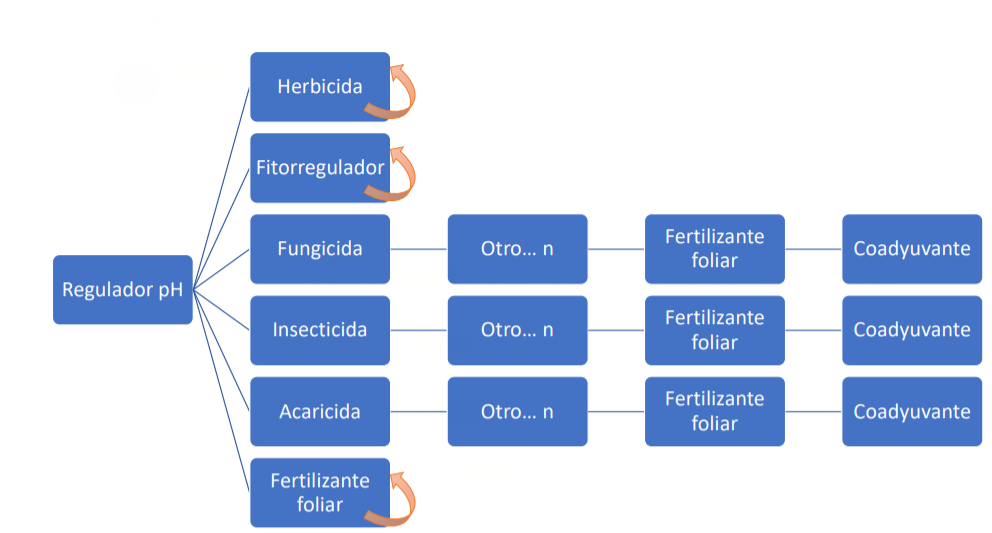 Herbicida
Fitorregulador
Fungicida
Otro... n
Fertilizante
foliar
Coadyuvante
Regulador pH
Insecticida
Otro... n
Fertilizante
foliar
Coadyuvante
Acaricida
Otro... n
Fertilizante
foliar
Coadyuvante
Fertilizante
foliar